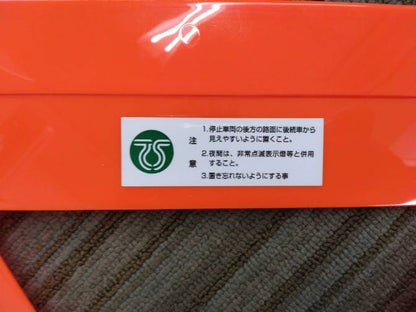 注意
1.停止車両の後方の路面に後続車から
見えやすいように置くこと。
2.夜間は、非常点滅表示燈等と併用
すること。
3.置き忘れないようにする事